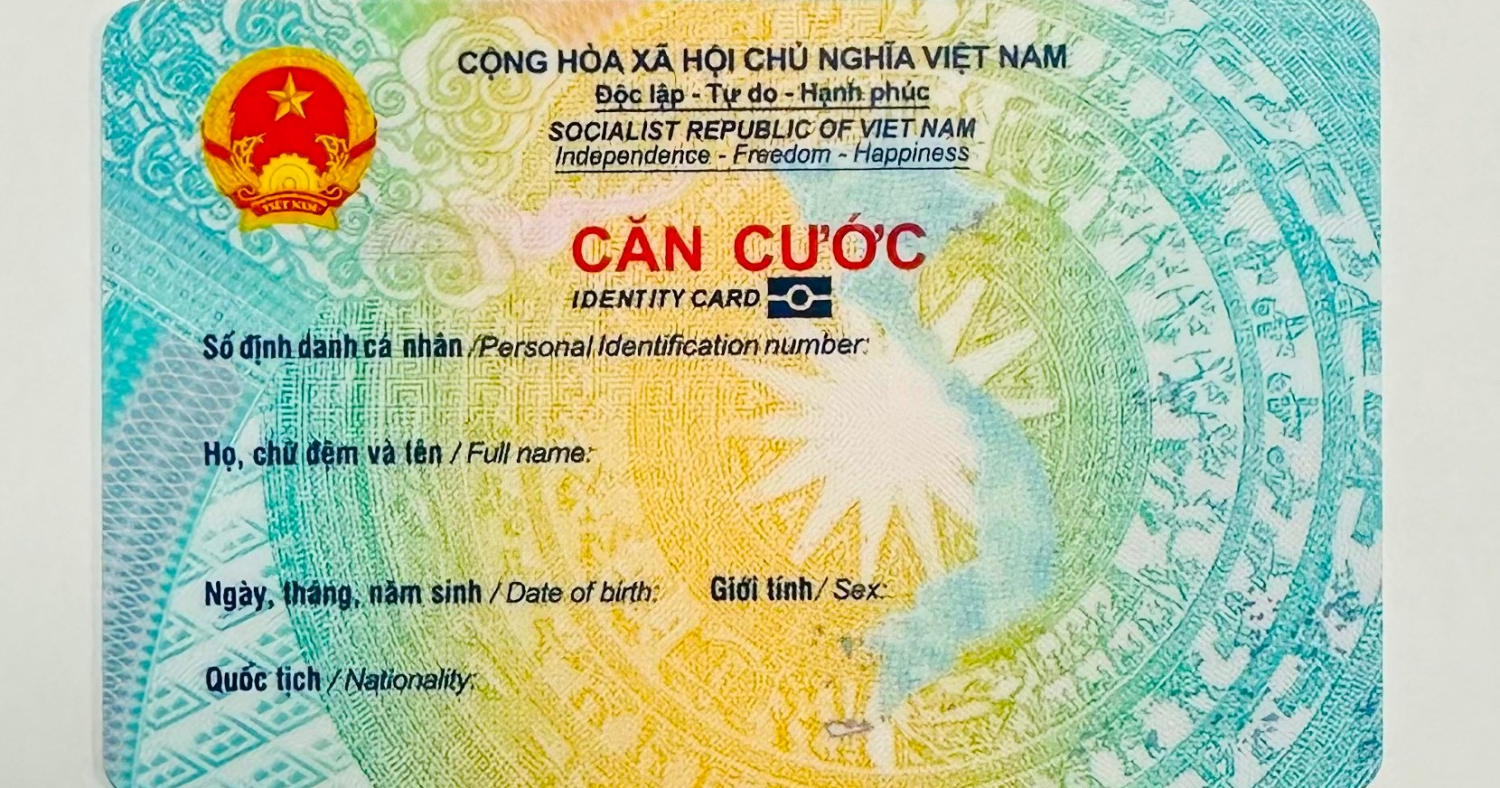 CỘNG HÒA XÃ HỘI CHỦ NGHĨA VIỆT NAM
Độc lập - Tự do - Hạnh phúc
SOCIALIST REPUBLIC OF VIET NAM
Independence - Freedom - Happiness
VIỆT NAM
CĂN CƯỚC
IDENTITY CARD
Số định danh cá nhân /Personal Identification number:
Họ, chữ đệm và tên / Full name:
Ngày, tháng, năm sinh / Date of birth: Giới tính / Sex:
Quốc tịch / Nationality: